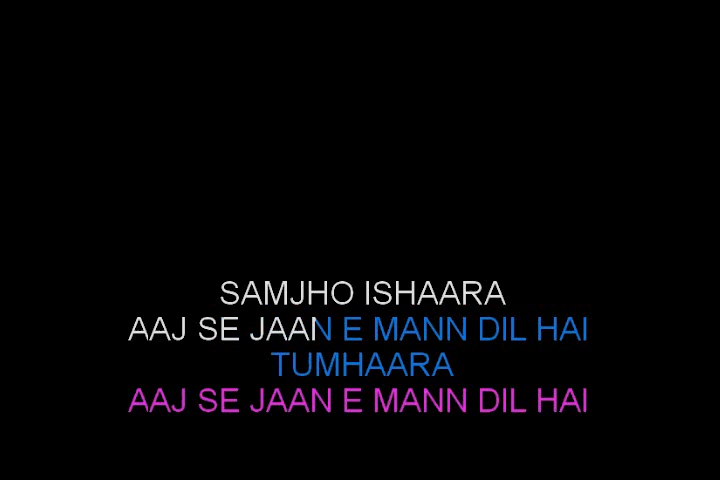 SAMJHO ISHAARA
AAJ SE JAAN E MANN DIL HAI
TUMHAARA
AAJ SE JAAN E MANN DIL HAI